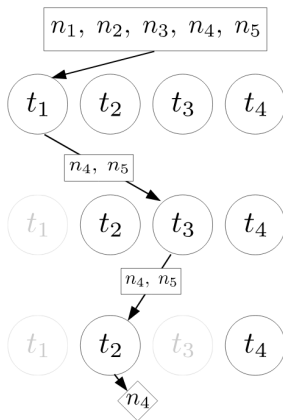 n₁, n₂, n₃, n₄, n₅
t₁ t₂ t₃ t₄
n₄, n₅
t₁ t₂ t₃ t₄
n₄, n₅
t₁ t₂ t₃ t₄
n₄